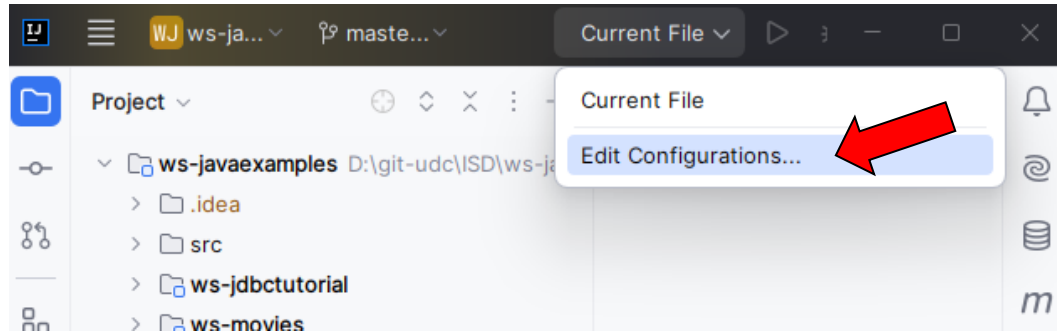 IJ
WJ ws-ja... maste... Current File
Project
Current File
Edit Configurations...
ws-javaexamples D:\git-udc\ISD\ws-ja
.idea
src
ws-jdbctutorial
ws-movies
m